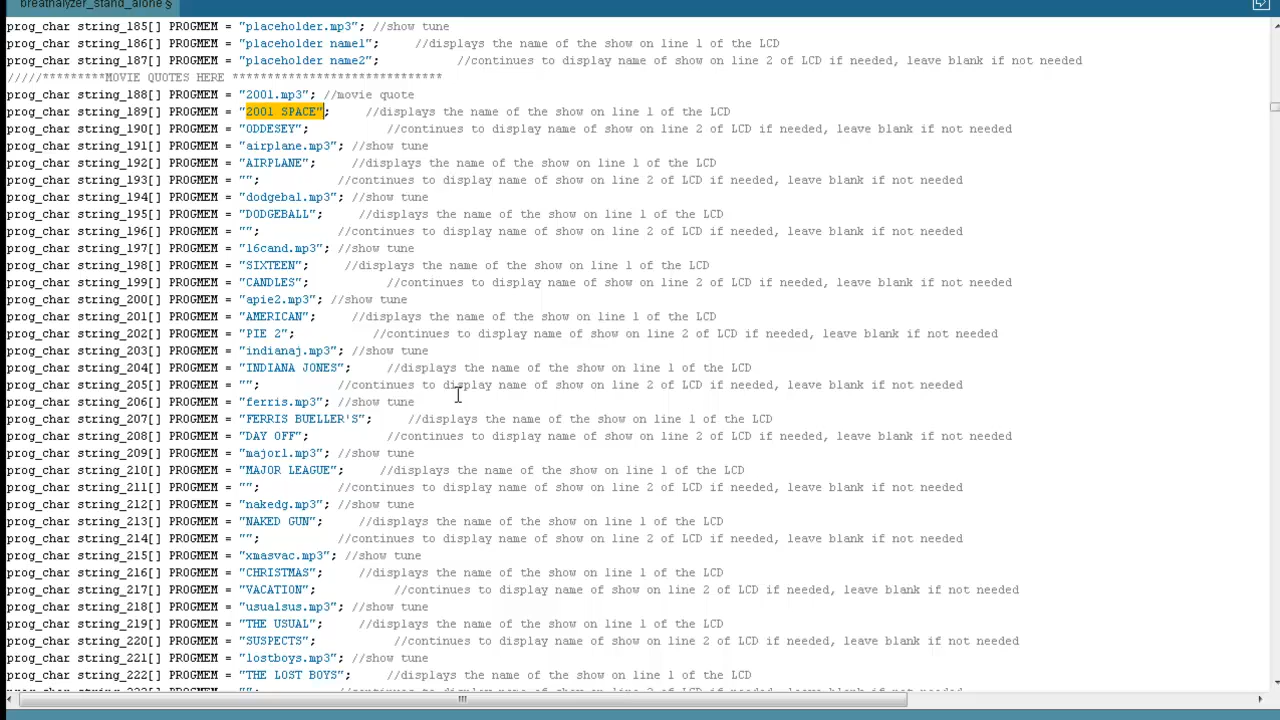 breathalyzer_stand_alone §
prog_char string_185[] PROGMEM = "placeholder.mp3"; //show tune
prog_char string_186[] PROGMEM = "placeholder name1"; //displays the name of the show on line 1 of the LCD
prog_char string_187[] PROGMEM = "placeholder name2"; //continues to display name of show on line 2 of LCD if needed, leave blank if not needed
/////*********MOVIE QUOTES HERE ******************************
prog_char string_188[] PROGMEM = "2001.mp3"; //movie quote
prog_char string_189[] PROGMEM = "2001 SPACE"; //displays the name of the show on line 1 of the LCD
prog_char string_190[] PROGMEM = "ODDESEY"; //continues to display name of show on line 2 of LCD if needed, leave blank if not needed
prog_char string_191[] PROGMEM = "airplane.mp3"; //show tune
prog_char string_192[] PROGMEM = "AIRPLANE"; //displays the name of the show on line 1 of the LCD
prog_char string_193[] PROGMEM = ""; //continues to display name of show on line 2 of LCD if needed, leave blank if not needed
prog_char string_194[] PROGMEM = "dodgebal.mp3"; //show tune
prog_char string_195[] PROGMEM = "DODGEBALL"; //displays the name of the show on line 1 of the LCD
prog_char string_196[] PROGMEM = ""; //continues to display name of show on line 2 of LCD if needed, leave blank if not needed
prog_char string_197[] PROGMEM = "16cand.mp3"; //show tune
prog_char string_198[] PROGMEM = "SIXTEEN"; //displays the name of the show on line 1 of the LCD
prog_char string_199[] PROGMEM = "CANDLES"; //continues to display name of show on line 2 of LCD if needed, leave blank if not needed
prog_char string_200[] PROGMEM = "apie2.mp3"; //show tune
prog_char string_201[] PROGMEM = "AMERICAN"; //displays the name of the show on line 1 of the LCD
prog_char string_202[] PROGMEM = "PIE 2"; //continues to display name of show on line 2 of LCD if needed, leave blank if not needed
prog_char string_203[] PROGMEM = "indianaj.mp3"; //show tune
prog_char string_204[] PROGMEM = "INDIANA JONES"; //displays the name of the show on line 1 of the LCD
prog_char string_205[] PROGMEM = ""; //continues to display name of show on line 2 of LCD if needed, leave blank if not needed
prog_char string_206[] PROGMEM = "ferris.mp3"; //show tune
prog_char string_207[] PROGMEM = "FERRIS BUELLER'S"; //displays the name of the show on line 1 of the LCD
prog_char string_208[] PROGMEM = "DAY OFF"; //continues to display name of show on line 2 of LCD if needed, leave blank if not needed
prog_char string_209[] PROGMEM = "majorl.mp3"; //show tune
prog_char string_210[] PROGMEM = "MAJOR LEAGUE"; //displays the name of the show on line 1 of the LCD
prog_char string_211[] PROGMEM = ""; //continues to display name of show on line 2 of LCD if needed, leave blank if not needed
prog_char string_212[] PROGMEM = "nakedg.mp3"; //show tune
prog_char string_213[] PROGMEM = "NAKED GUN"; //displays the name of the show on line 1 of the LCD
prog_char string_214[] PROGMEM = ""; //continues to display name of show on line 2 of LCD if needed, leave blank if not needed
prog_char string_215[] PROGMEM = "xmasvac.mp3"; //show tune
prog_char string_216[] PROGMEM = "CHRISTMAS"; //displays the name of the show on line 1 of the LCD
prog_char string_217[] PROGMEM = "VACATION"; //continues to display name of show on line 2 of LCD if needed, leave blank if not needed
prog_char string_218[] PROGMEM = "usualsus.mp3"; //show tune
prog_char string_219[] PROGMEM = "THE USUAL"; //displays the name of the show on line 1 of the LCD
prog_char string_220[] PROGMEM = "SUSPECTS"; //continues to display name of show on line 2 of LCD if needed, leave blank if not needed
prog_char string_221[] PROGMEM = "lostboys.mp3"; //show tune
prog_char string_222[] PROGMEM = "THE LOST BOYS"; //displays the name of the show on line 1 of the LCD